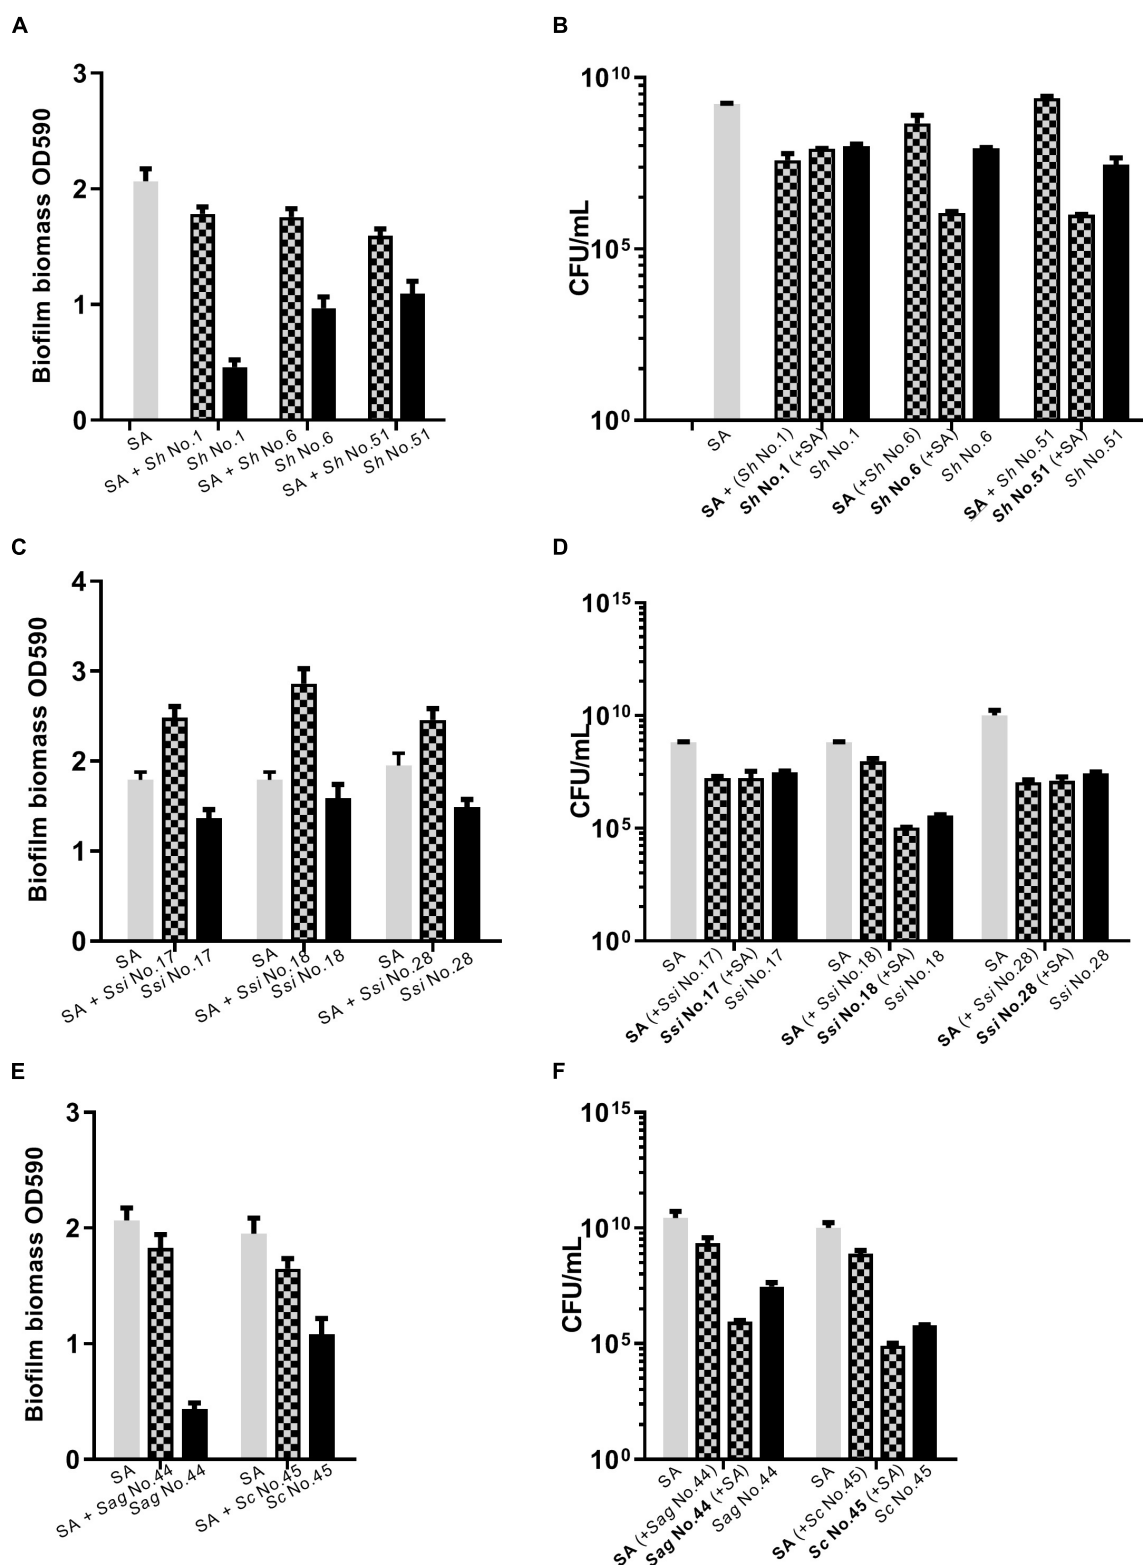 A
Biofilm biomass OD590
3
2
1
0
SA
SA + Sh No.1
Sh No.1
SA + Sh No.6
Sh No.6
SA + Sh No.51
Sh No.51
B
CFU/mL
10^10
10^5
10^0
SA
SA + (Sh No.1)
Sh No.1 (+SA)
Sh No.1
SA (+Sh No.6)
Sh No.6 (+SA)
Sh No.6
SA + Sh No.51
Sh No.51 (+SA)
Sh No.51
C
Biofilm biomass OD590
4
3
2
1
0
SA
SA + Ssi No.17
Ssi No.17
SA
SA + Ssi No.18
Ssi No.18
SA
SA + Ssi No.28
Ssi No.28
D
CFU/mL
10^15
10^10
10^5
10^0
SA
SA (+Ssi No.17)
Ssi No.17 (+SA)
Ssi No.17
SA
SA (+ Ssi No.18)
Ssi No.18 (+SA)
Ssi No.18
SA
SA (+ Ssi No.28)
Ssi No.28 (+SA)
Ssi No.28
E
Biofilm biomass OD590
3
2
1
0
SA
SA + Sag No.44
Sag No.44
SA
SA + Sc No.45
Sc No.45
F
CFU/mL
10^15
10^10
10^5
10^0
SA
SA (+Sag No.44)
Sag No.44 (+SA)
Sag No.44
SA
SA (+Sc No.45)
Sc No.45 (+SA)
Sc No.45